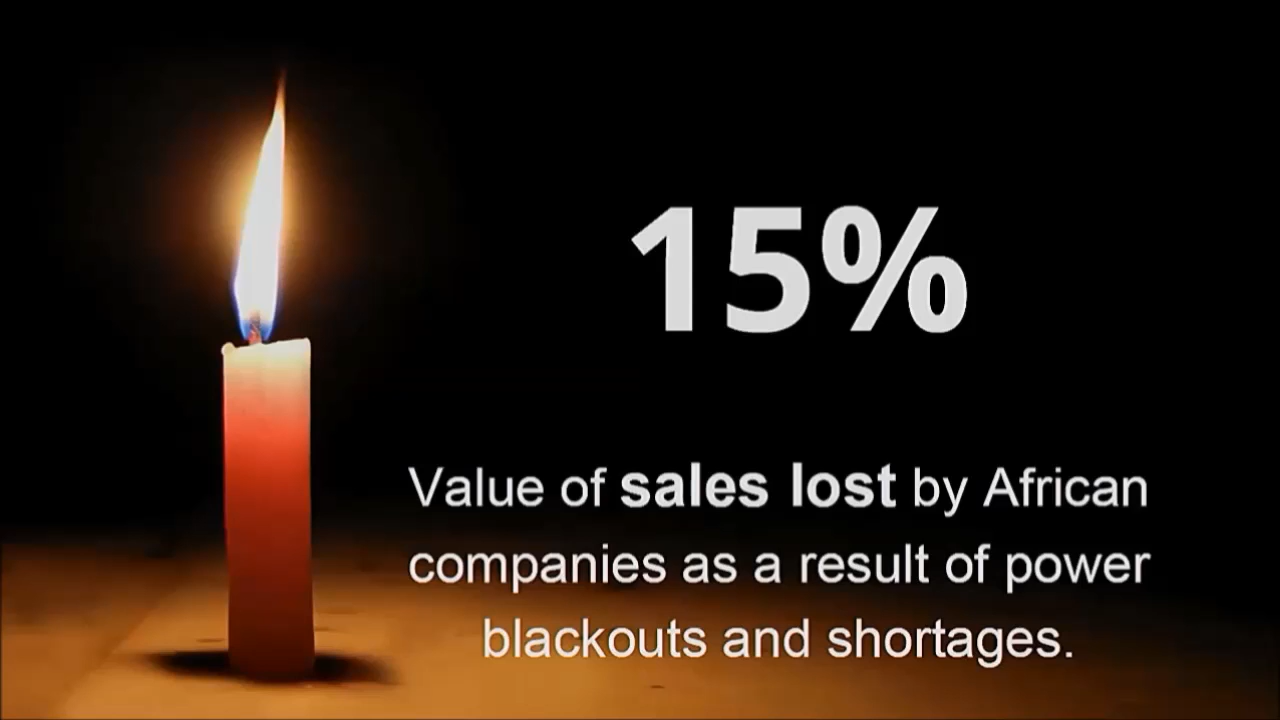 15%
Value of sales lost by African
companies as a result of power
blackouts and shortages.